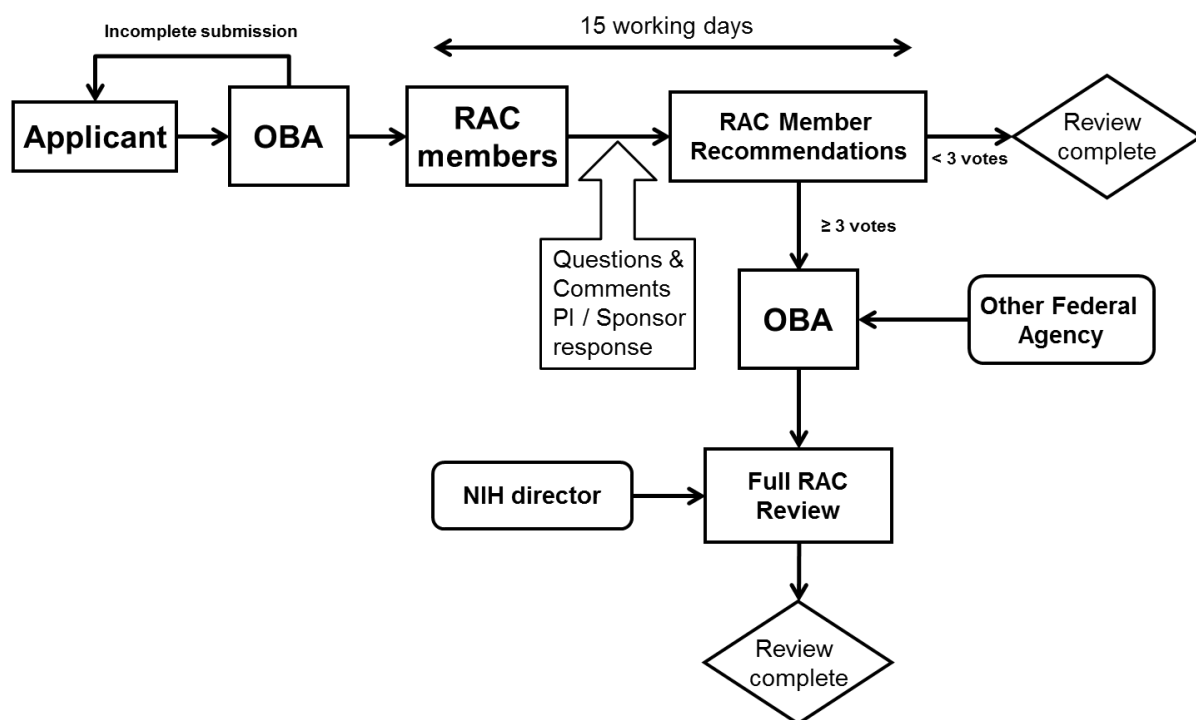 Incomplete submission
15 working days
Applicant
OBA
RAC
members
RAC Member
Recommendations
< 3 votes
Review
complete
≥ 3 votes
Questions &
Comments
PI / Sponsor
response
OBA
Other Federal
Agency
NIH director
Full RAC
Review
Review
complete